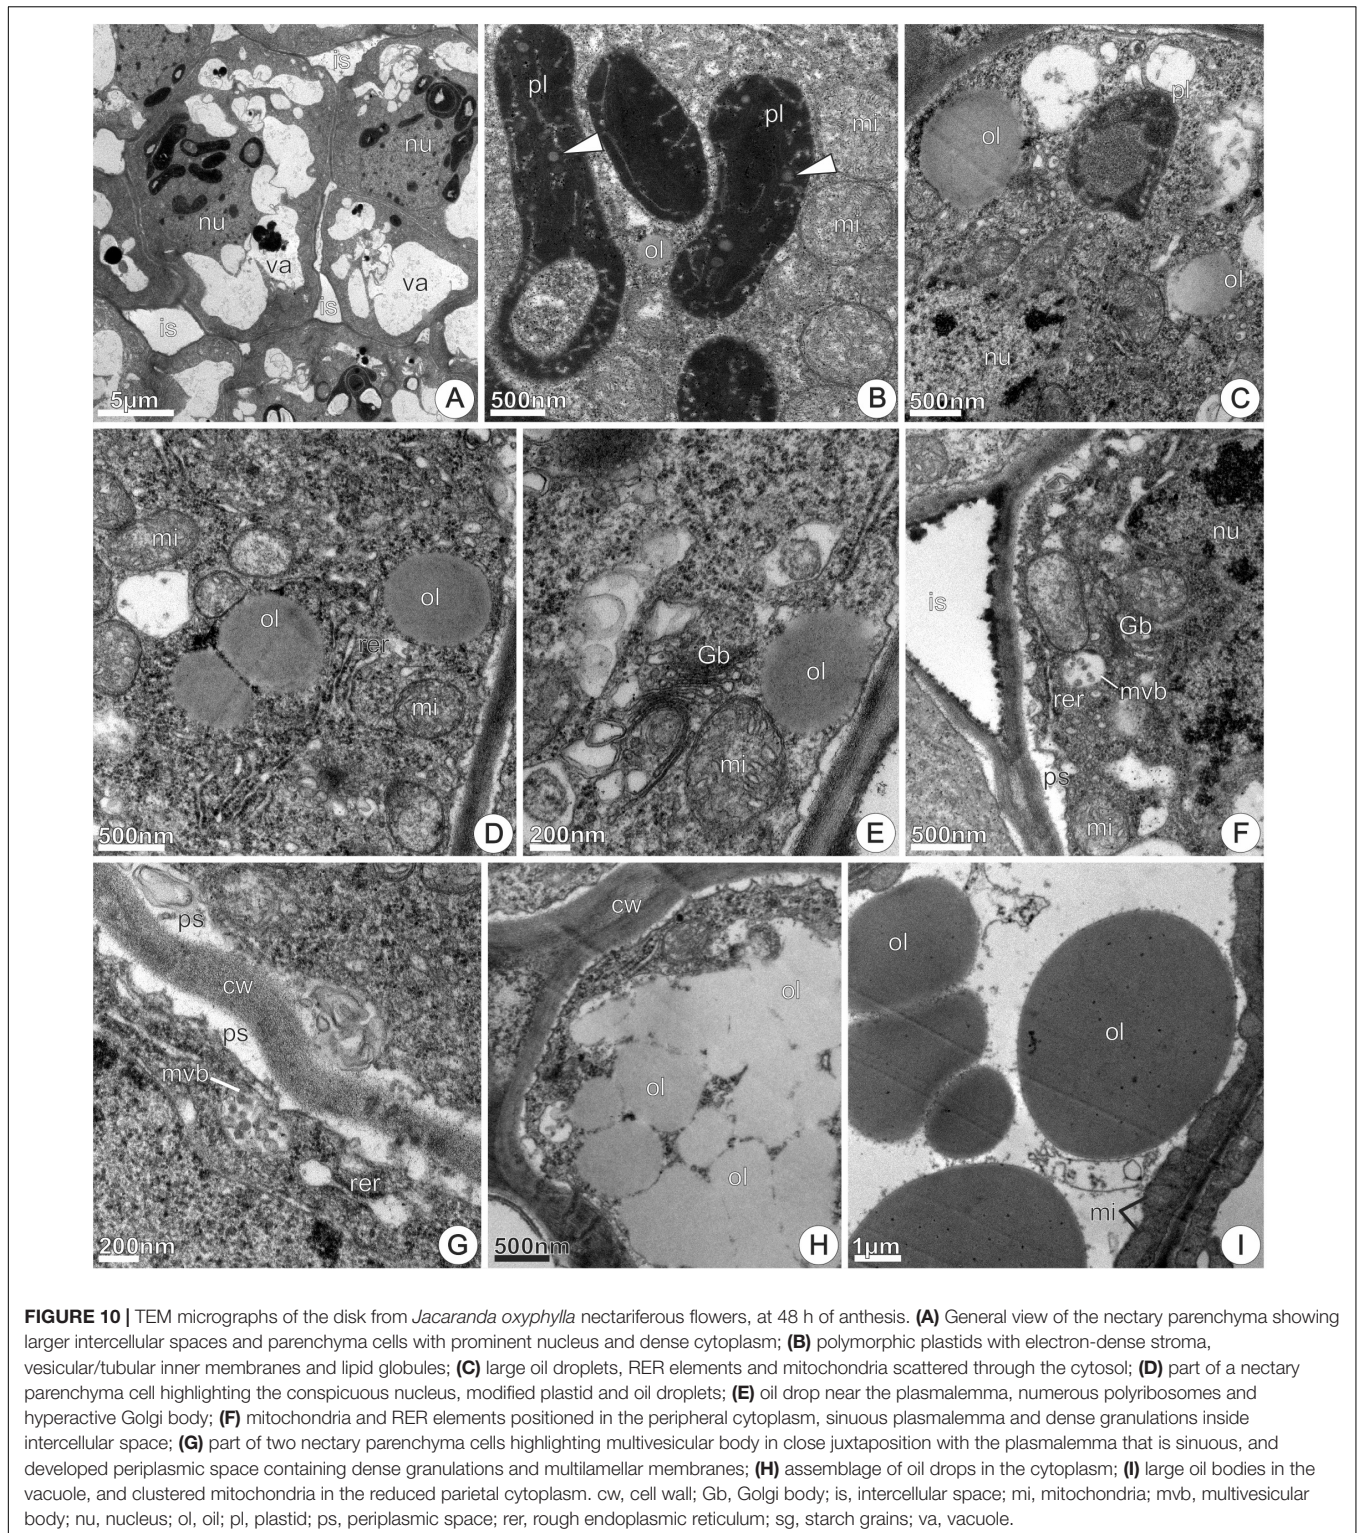 is
nu
nu
va
va
is
is
5µm
A
pl
pl
mi
mi
ol
500nm
B
pl
ol
ol
nu
500nm
C
mi
ol
ol
rer
mi
500nm
D
Gb
ol
mi
200nm
E
nu
is
Gb
mvb
rer
ps
mi
500nm
F
ps
cw
ps
mvb
rer
200nm
G
cw
ol
ol
ol
500nm
H
ol
ol
mi
1µm
I
FIGURE 10 | TEM micrographs of the disk from Jacaranda oxyphylla nectariferous flowers, at 48 h of anthesis. (A) General view of the nectary parenchyma showing
larger intercellular spaces and parenchyma cells with prominent nucleus and dense cytoplasm; (B) polymorphic plastids with electron-dense stroma,
vesicular/tubular inner membranes and lipid globules; (C) large oil droplets, RER elements and mitochondria scattered through the cytosol; (D) part of a nectary
parenchyma cell highlighting the conspicuous nucleus, modified plastid and oil droplets; (E) oil drop near the plasmalemma, numerous polyribosomes and
hyperactive Golgi body; (F) mitochondria and RER elements positioned in the peripheral cytoplasm, sinuous plasmalemma and dense granulations inside
intercellular space; (G) part of two nectary parenchyma cells highlighting multivesicular body in close juxtaposition with the plasmalemma that is sinuous, and
developed periplasmic space containing dense granulations and multilamellar membranes; (H) assemblage of oil drops in the cytoplasm; (I) large oil bodies in the
vacuole, and clustered mitochondria in the reduced parietal cytoplasm. cw, cell wall; Gb, Golgi body; is, intercellular space; mi, mitochondria; mvb, multivesicular
body; nu, nucleus; ol, oil; pl, plastid; ps, periplasmic space; rer, rough endoplasmic reticulum; sg, starch grains; va, vacuole.